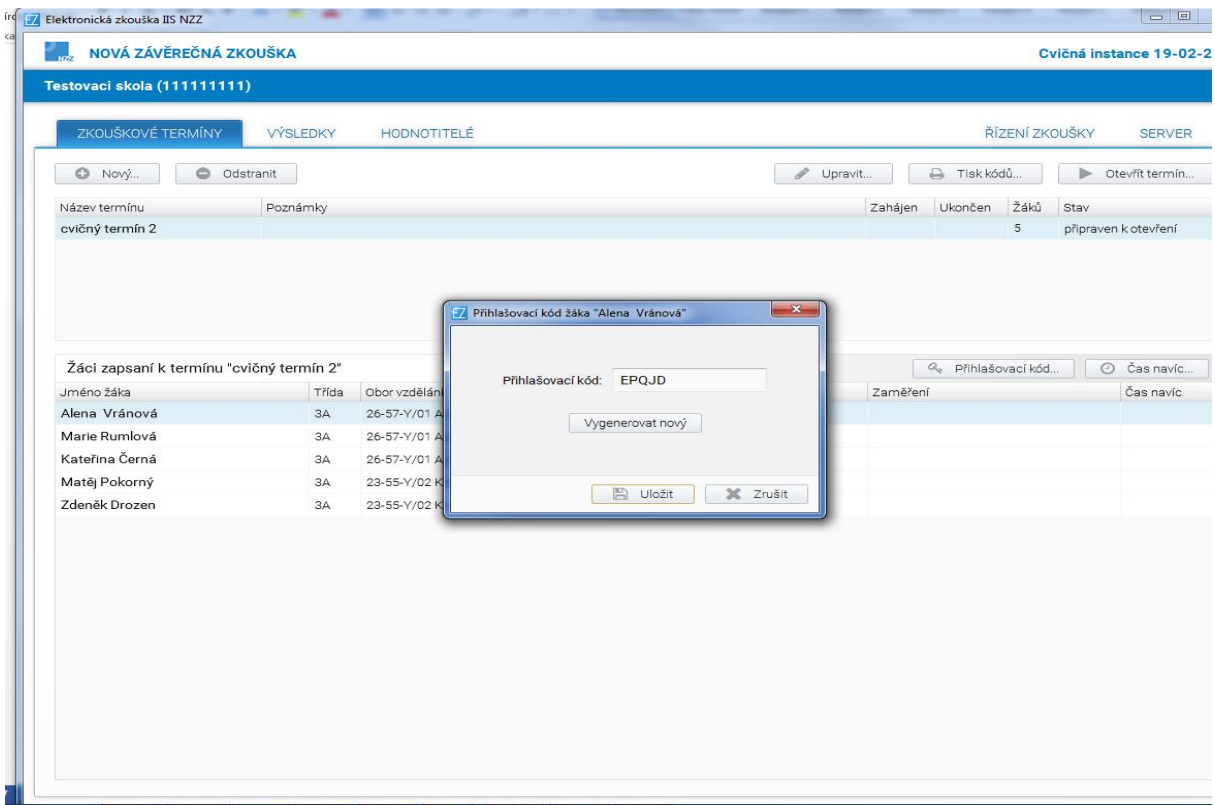 Elektronická zkouška IIS NZZ
NZZ NOVÁ ZÁVĚREČNÁ ZKOUŠKA Cvičná instance 19-02-2
Testovaci skola (111111111)
ZKOUŠKOVÉ TERMÍNY VÝSLEDKY HODNOTITELÉ ŘÍZENÍ ZKOUŠKY SERVER
Nový... Odstranit Upravit... Tisk kódů... Otevřít termín...
Název termínu Poznámky Zahájen Ukončen Žáků Stav
cvičný termín 2 5 připraven k otevření
Přihlašovací kód žáka "Alena Vránová"
Žáci zapsaní k termínu "cvičný termín 2" Přihlašovací kód... Čas navíc...
Přihlašovací kód: EPQJD
Jméno žáka Třída Obor vzdělán Zaměření Čas navíc
Alena Vránová 3A 26-57-Y/01 A
Vygenerovat nový
Marie Rumlová 3A 26-57-Y/01 A
Kateřina Černá 3A 26-57-Y/01 A
Matěj Pokorný 3A 23-55-Y/02 K
Uložit Zrušit
Zdeněk Drozen 3A 23-55-Y/02 K